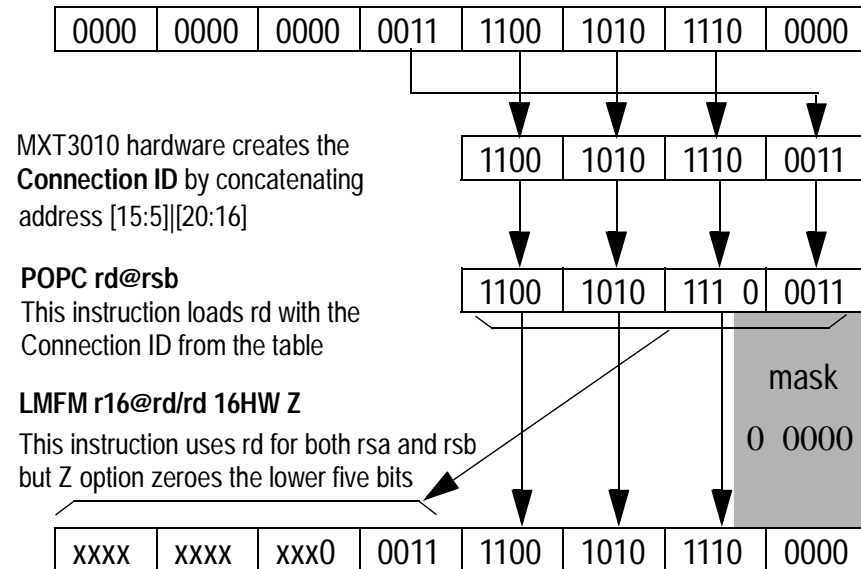 0000 0000 0000 0011 1100 1010 1110 0000
MXT3010 hardware creates the
Connection ID by concatenating
address [15:5]|[20:16]
1100 1010 1110 0011
POPC rd@rsb
This instruction loads rd with the
Connection ID from the table
1100 1010 111 0 0011
mask
0 0000
LMFM r16@rd/rd 16HW Z
This instruction uses rd for both rsa and rsb
but Z option zeroes the lower five bits
xxxx xxxx xxx0 0011 1100 1010 1110 0000